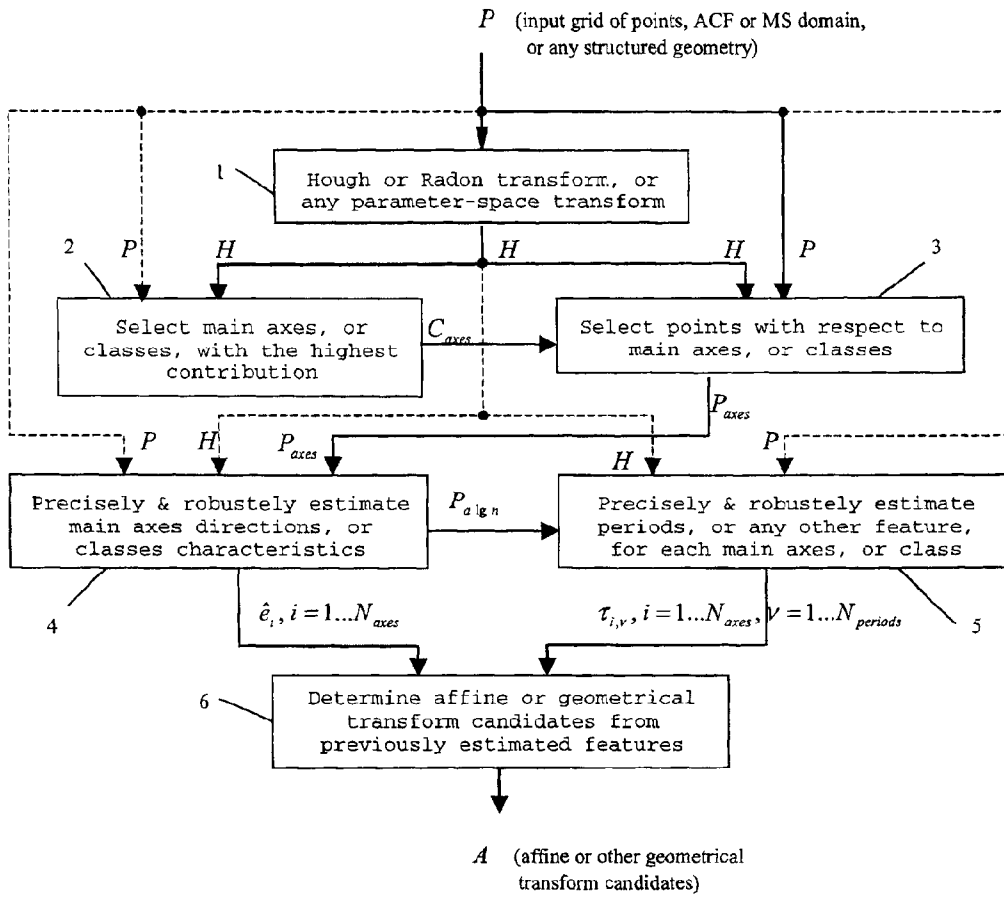 P (input grid of points, ACF or MS domain,
or any structured geometry)
1
Hough or Radon transform, or
any parameter-space transform
2
P
H
H
H
P
3
Select main axes, or
classes, with the highest
contribution
C_axes
Select points with respect to
main axes, or classes
P_axes
P
H
P_axes
H
P
Precisely & robustely estimate
main axes directions, or
classes characteristics
P_a lg n
Precisely & robustely estimate
periods, or any other feature,
for each main axes, or class
4
ê_i, i = 1...N_axes
τ_i,ν, i = 1...N_axes, ν = 1...N_periods
5
6
Determine affine or geometrical
transform candidates from
previously estimated features
A (affine or other geometrical
transform candidates)